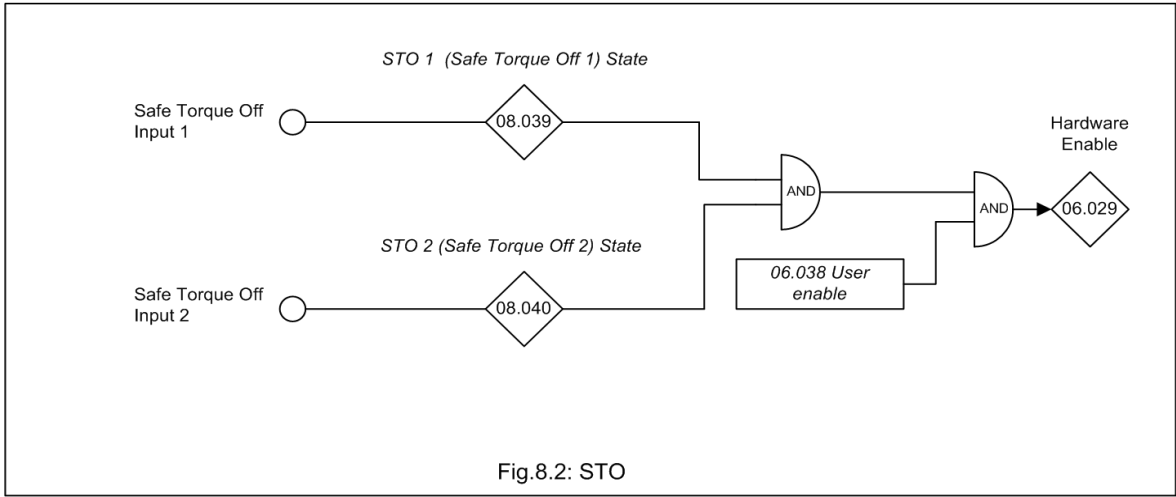 STO 1 (Safe Torque Off 1) State
Safe Torque Off
Input 1
08.039
Hardware
Enable
AND
AND
06.029
STO 2 (Safe Torque Off 2) State
06.038 User
enable
Safe Torque Off
Input 2
08.040
Fig.8.2: STO